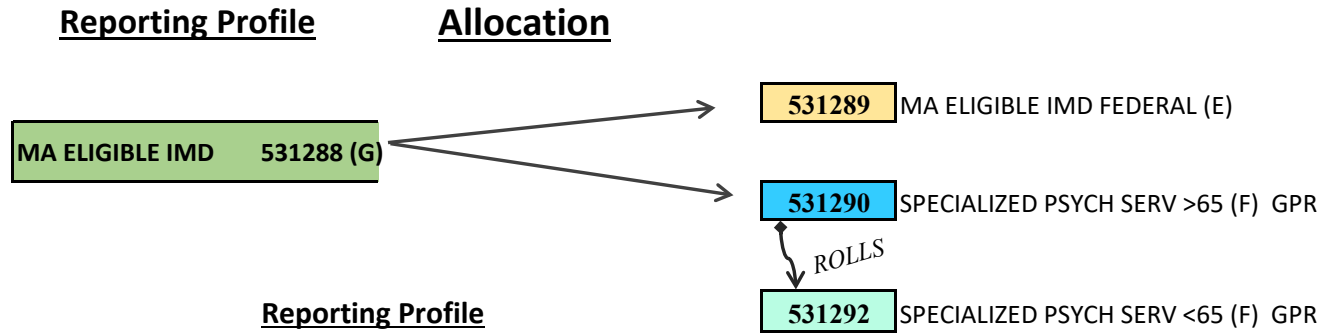 Reporting Profile Allocation
531289 MA ELIGIBLE IMD FEDERAL (E)
MA ELIGIBLE IMD 531288 (G)
531290 SPECIALIZED PSYCH SERV >65 (F) GPR
ROLLS
531292 SPECIALIZED PSYCH SERV <65 (F) GPR
Reporting Profile